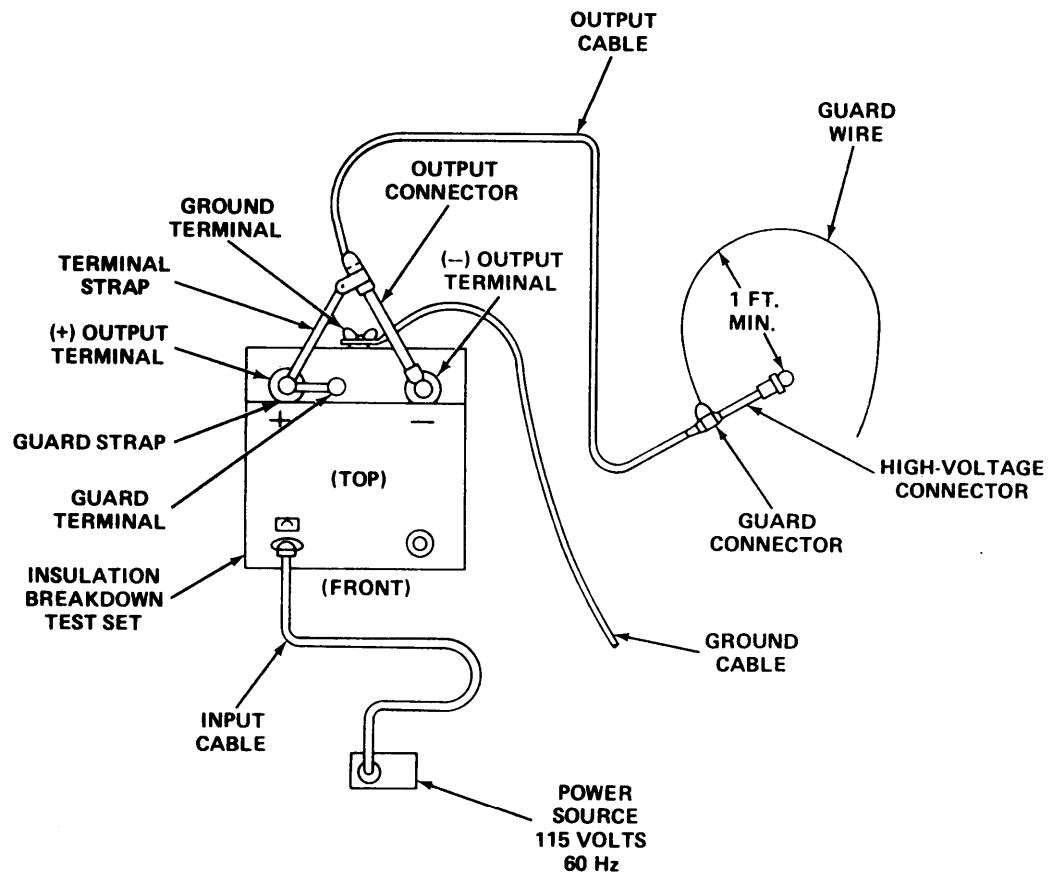 OUTPUT
CABLE
GUARD
WIRE
OUTPUT
CONNECTOR
GROUND
TERMINAL
(—) OUTPUT
TERMINAL
TERMINAL
STRAP
1 FT.
MIN.
(+) OUTPUT
TERMINAL
+
—
GUARD STRAP
(TOP)
HIGH-VOLTAGE
CONNECTOR
GUARD
TERMINAL
GUARD
CONNECTOR
INSULATION
BREAKDOWN
TEST SET
(FRONT)
GROUND
CABLE
INPUT
CABLE
POWER
SOURCE
115 VOLTS
60 Hz